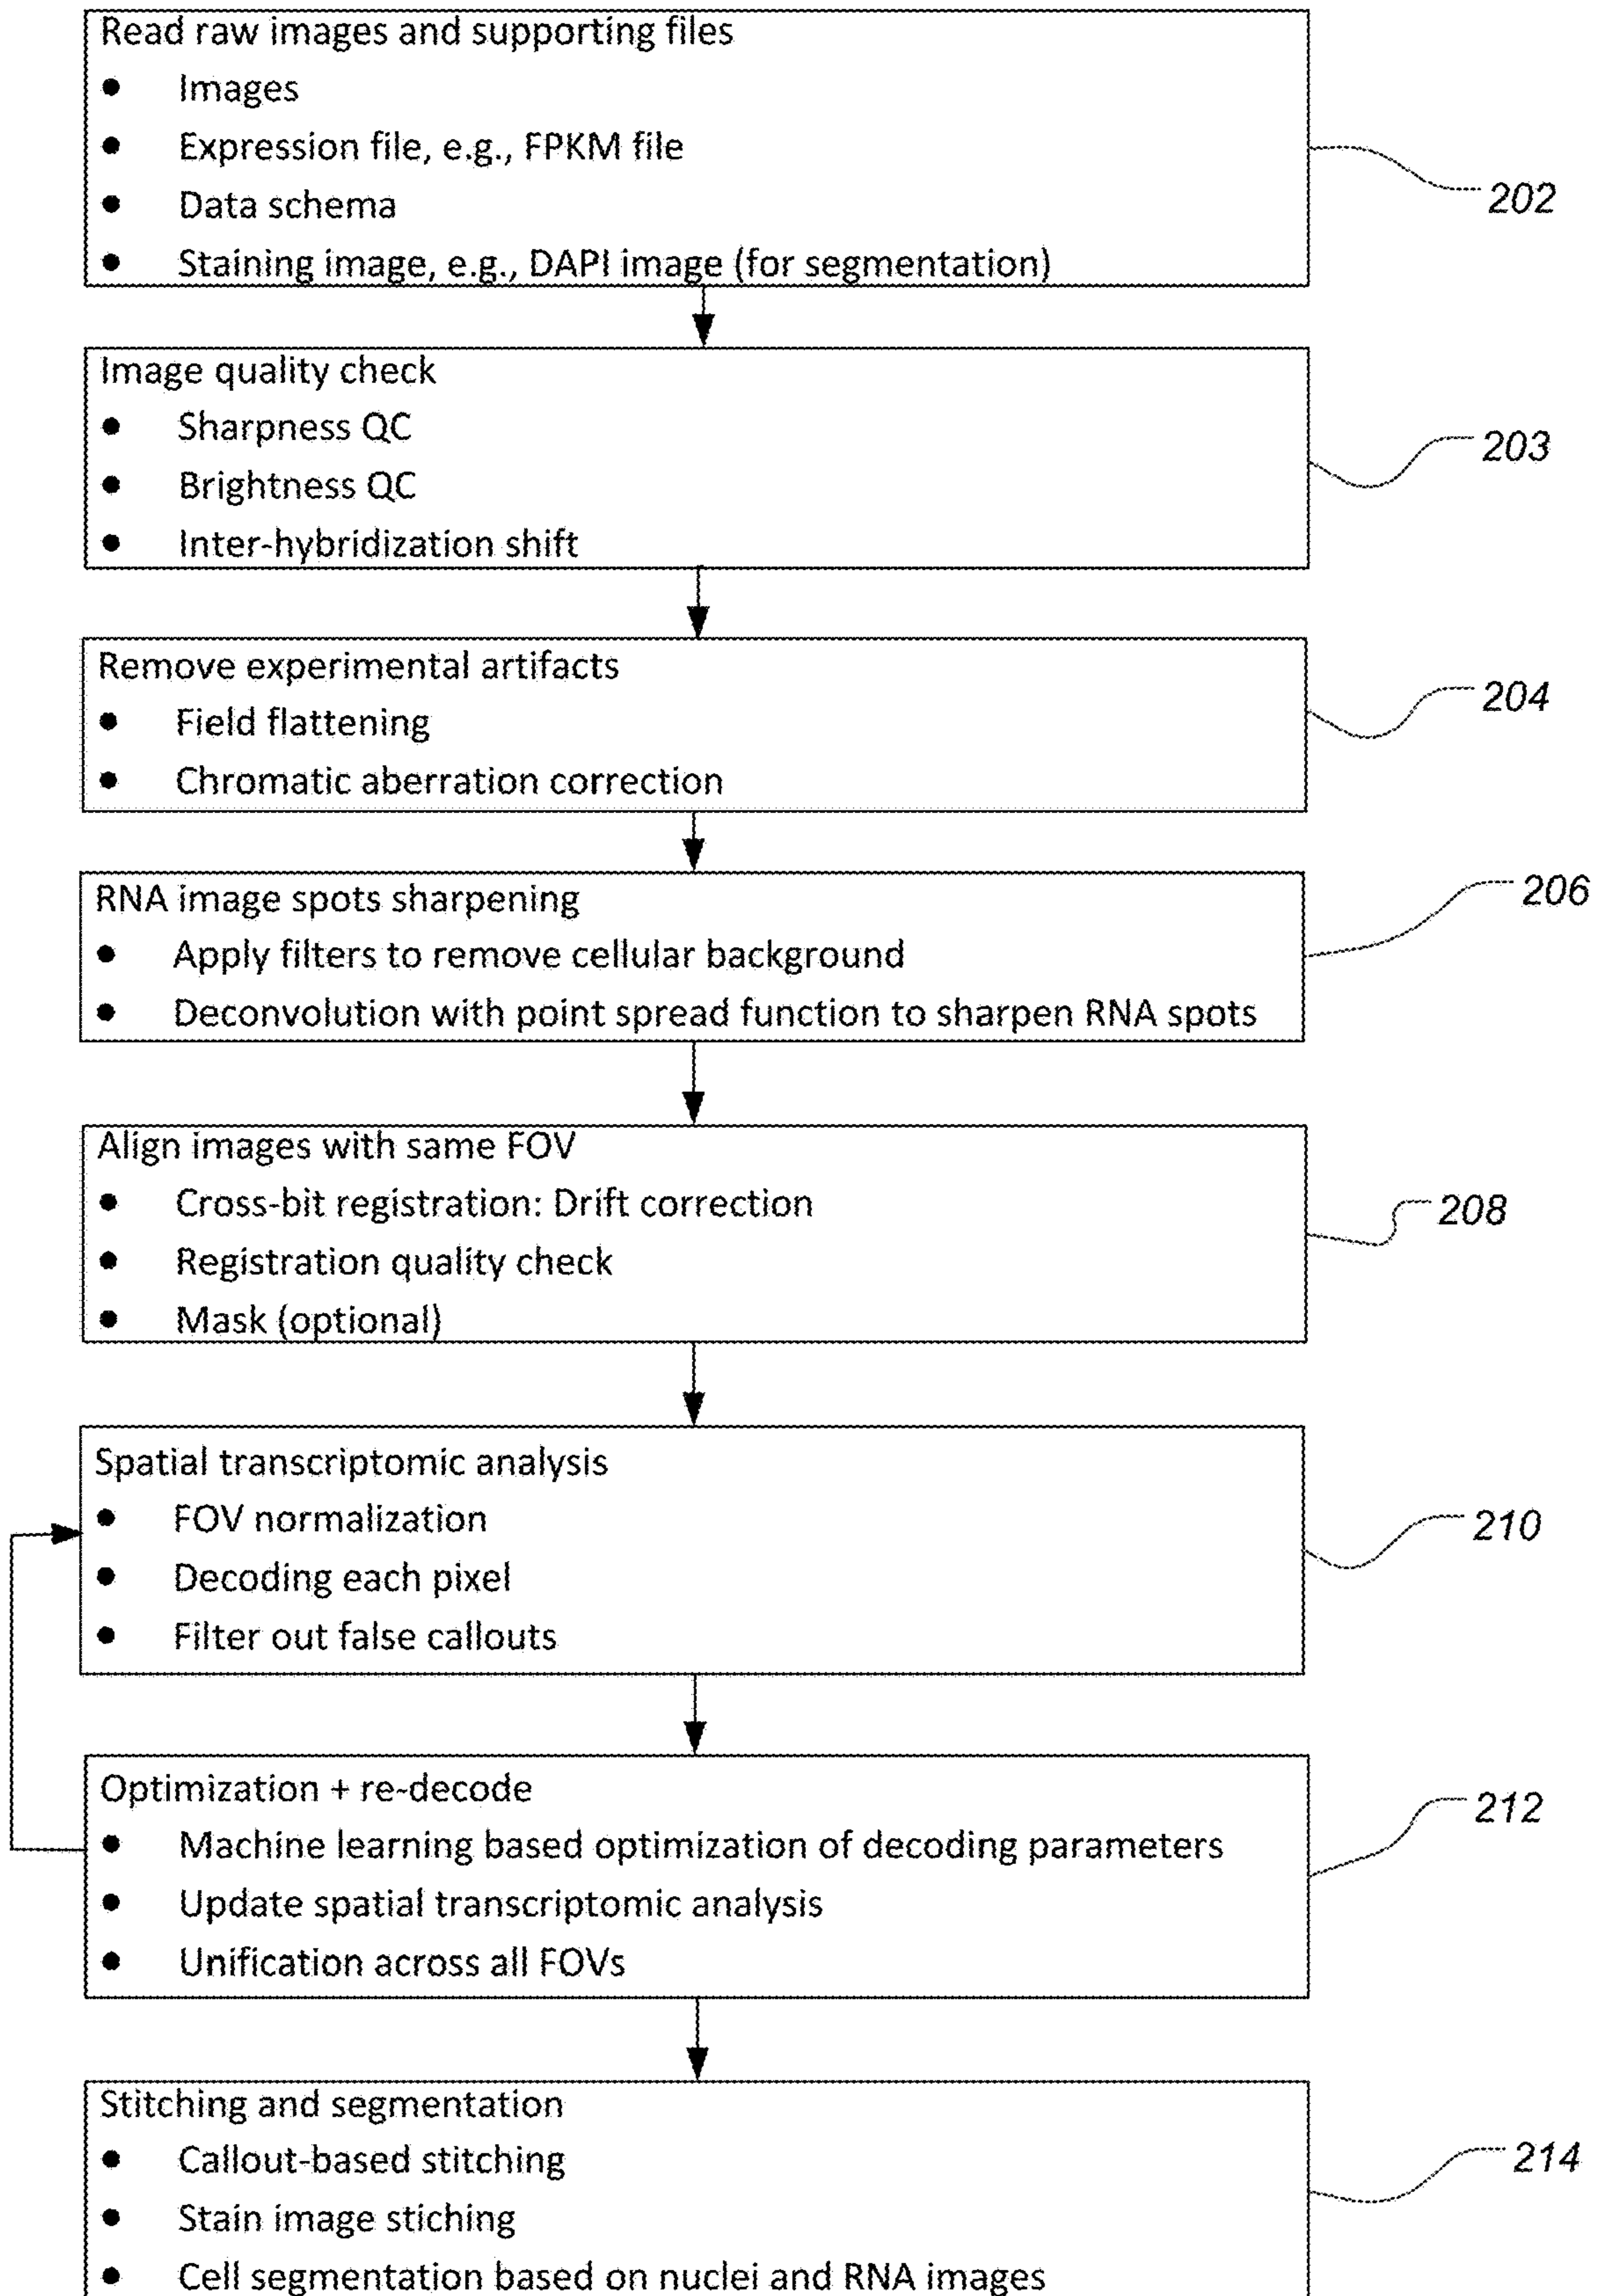 Read raw images and supporting files
● Images
● Expression file, e.g., FPKM file
● Data schema
● Staining image, e.g., DAPI image (for segmentation)
202
Image quality check
● Sharpness QC
● Brightness QC
● Inter-hybridization shift
203
Remove experimental artifacts
● Field flattening
● Chromatic aberration correction
204
RNA image spots sharpening
● Apply filters to remove cellular background
● Deconvolution with point spread function to sharpen RNA spots
206
Align images with same FOV
● Cross-bit registration: Drift correction
● Registration quality check
● Mask (optional)
208
Spatial transcriptomic analysis
● FOV normalization
● Decoding each pixel
● Filter out false callouts
210
Optimization + re-decode
● Machine learning based optimization of decoding parameters
● Update spatial transcriptomic analysis
● Unification across all FOVs
212
Stitching and segmentation
● Callout-based stitching
● Stain image stiching
● Cell segmentation based on nuclei and RNA images
214